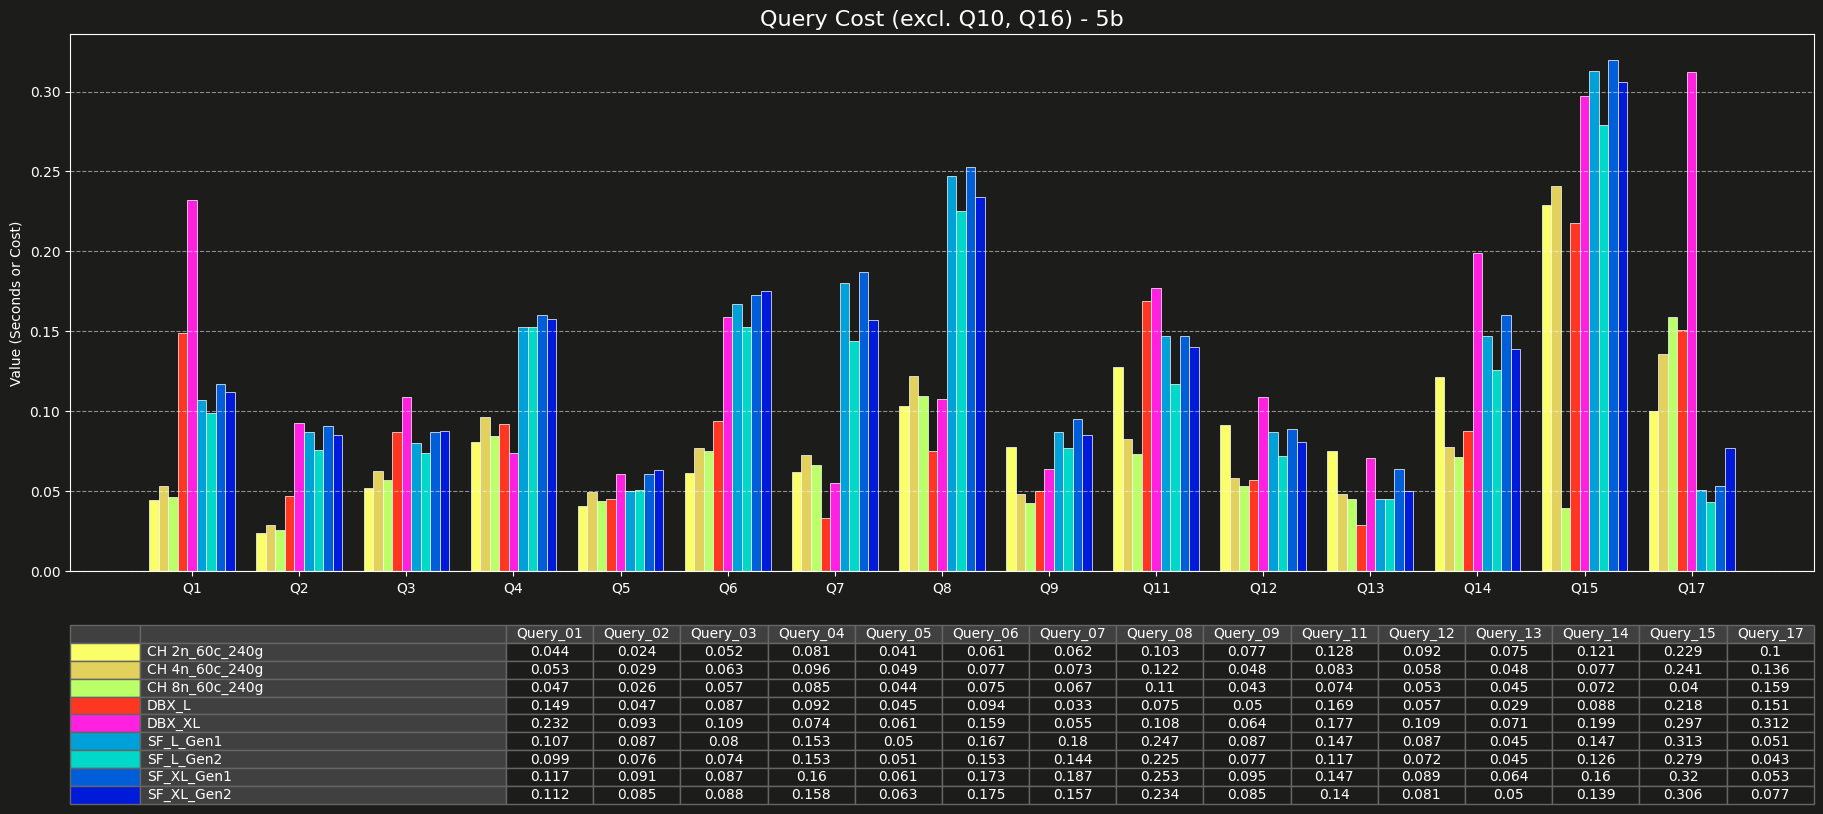 Query Cost (excl. Q10, Q16) - 5b
Value (Seconds or Cost)
0.30
0.25
0.20
0.15
0.10
0.05
0.00
Q1 Q2 Q3 Q4 Q5 Q6 Q7 Q8 Q9 Q11 Q12 Q13 Q14 Q15 Q17
Query_01 Query_02 Query_03 Query_04 Query_05 Query_06 Query_07 Query_08 Query_09 Query_11 Query_12 Query_13 Query_14 Query_15 Query_17
CH 2n_60c_240g 0.044 0.024 0.052 0.081 0.041 0.061 0.062 0.103 0.077 0.128 0.092 0.075 0.121 0.229 0.1
CH 4n_60c_240g 0.053 0.029 0.063 0.096 0.049 0.077 0.073 0.122 0.048 0.083 0.058 0.048 0.077 0.241 0.136
CH 8n_60c_240g 0.047 0.026 0.057 0.085 0.044 0.075 0.067 0.11 0.043 0.074 0.053 0.045 0.072 0.04 0.159
DBX_L 0.149 0.047 0.087 0.092 0.045 0.094 0.033 0.075 0.05 0.169 0.057 0.029 0.088 0.218 0.151
DBX_XL 0.232 0.093 0.109 0.074 0.061 0.159 0.055 0.108 0.064 0.177 0.109 0.071 0.199 0.297 0.312
SF_L_Gen1 0.107 0.087 0.08 0.153 0.05 0.167 0.18 0.247 0.087 0.147 0.087 0.045 0.147 0.313 0.051
SF_L_Gen2 0.099 0.076 0.074 0.153 0.051 0.153 0.144 0.225 0.077 0.117 0.072 0.045 0.126 0.279 0.043
SF_XL_Gen1 0.117 0.091 0.087 0.16 0.061 0.173 0.187 0.253 0.095 0.147 0.089 0.064 0.16 0.32 0.053
SF_XL_Gen2 0.112 0.085 0.088 0.158 0.063 0.175 0.157 0.234 0.085 0.14 0.081 0.05 0.139 0.306 0.077